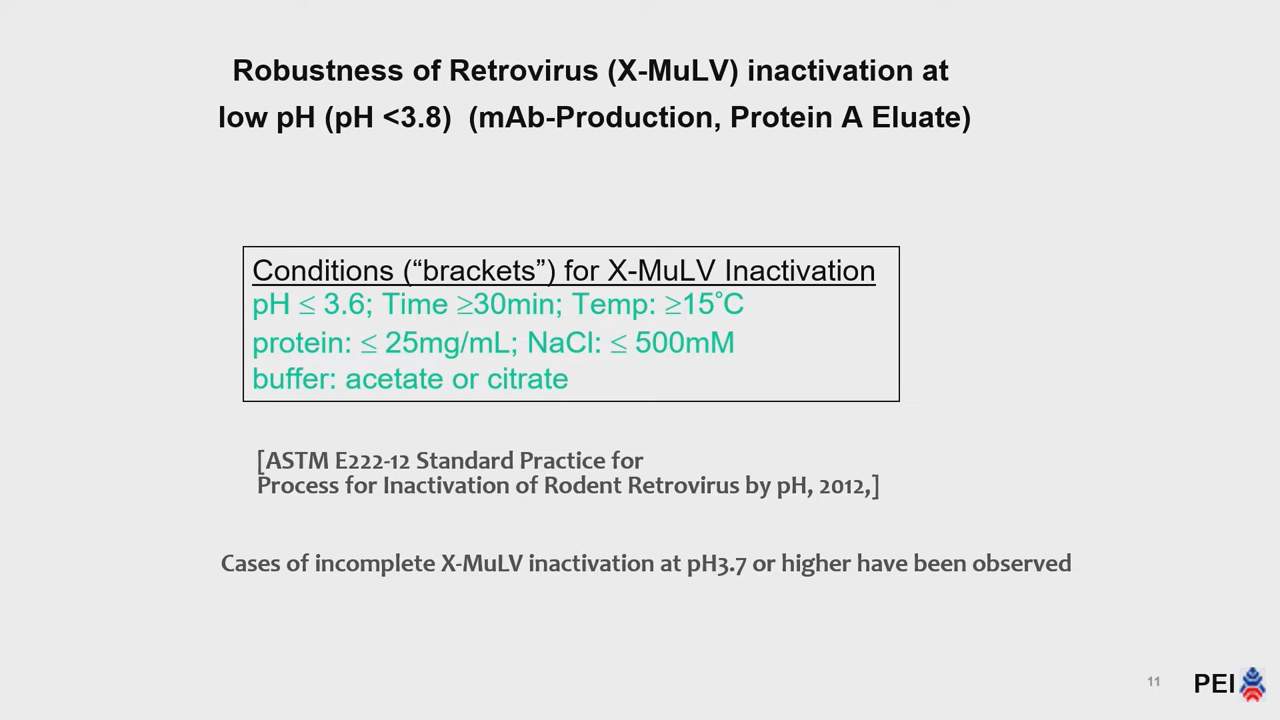 Robustness of Retrovirus (X-MuLV) inactivation at
low pH (pH <3.8) (mAb-Production, Protein A Eluate)
Conditions (“brackets”) for X-MuLV Inactivation
pH ≤ 3.6; Time ≥30min; Temp: ≥15°C
protein: ≤ 25mg/mL; NaCl: ≤ 500mM
buffer: acetate or citrate
[ASTM E222-12 Standard Practice for
Process for Inactivation of Rodent Retrovirus by pH, 2012,]
Cases of incomplete X-MuLV inactivation at pH3.7 or higher have been observed
11
PEI